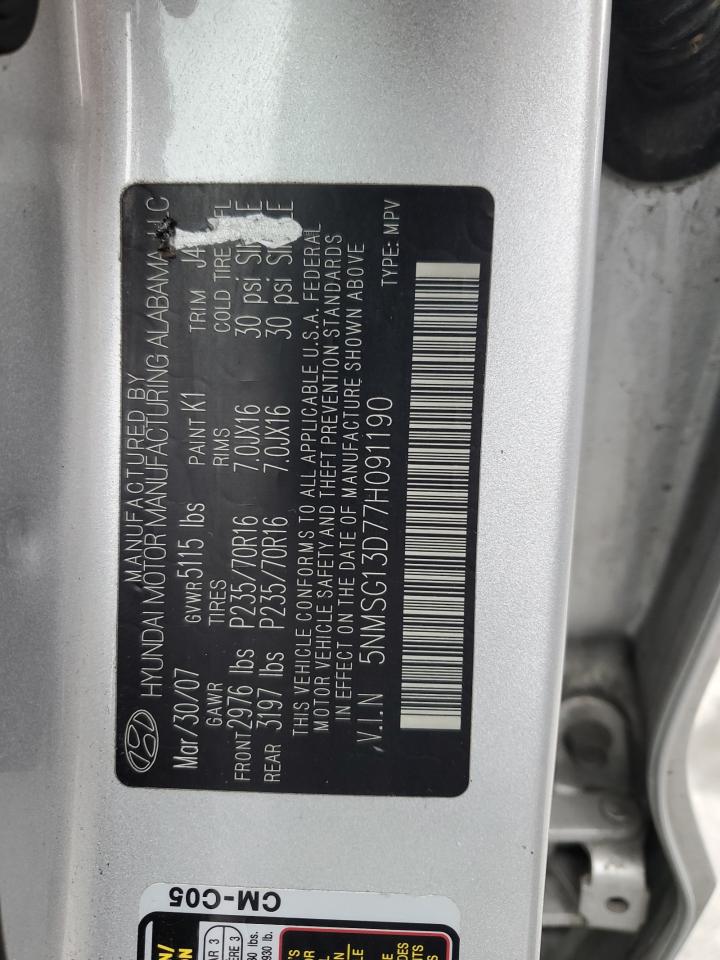 MANUFACTURED BY
HYUNDAI MOTOR MANUFACTURING ALABAMA, LLC
Mar/30/07 GVWR 5115 lbs PAINT K1 TRIM J4
GAWR TIRES RIMS COLD TIRE
FRONT 2976 lbs P235/70R16 7.0JX16 30 psi
REAR 3197 lbs P235/70R16 7.0JX16 30 psi
THIS VEHICLE CONFORMS TO ALL APPLICABLE U.S.A. FEDERAL
MOTOR VEHICLE SAFETY AND THEFT PREVENTION STANDARDS
IN EFFECT ON THE DATE OF MANUFACTURE SHOWN ABOVE
V.I.N 5NMSG13D77H091190 TYPE: MPV
CM-C05